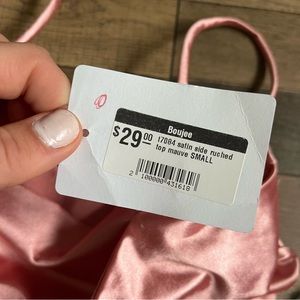 Boujee
$29.00 17084 satin side ruched
top mauve SMALL
2 100000 431618